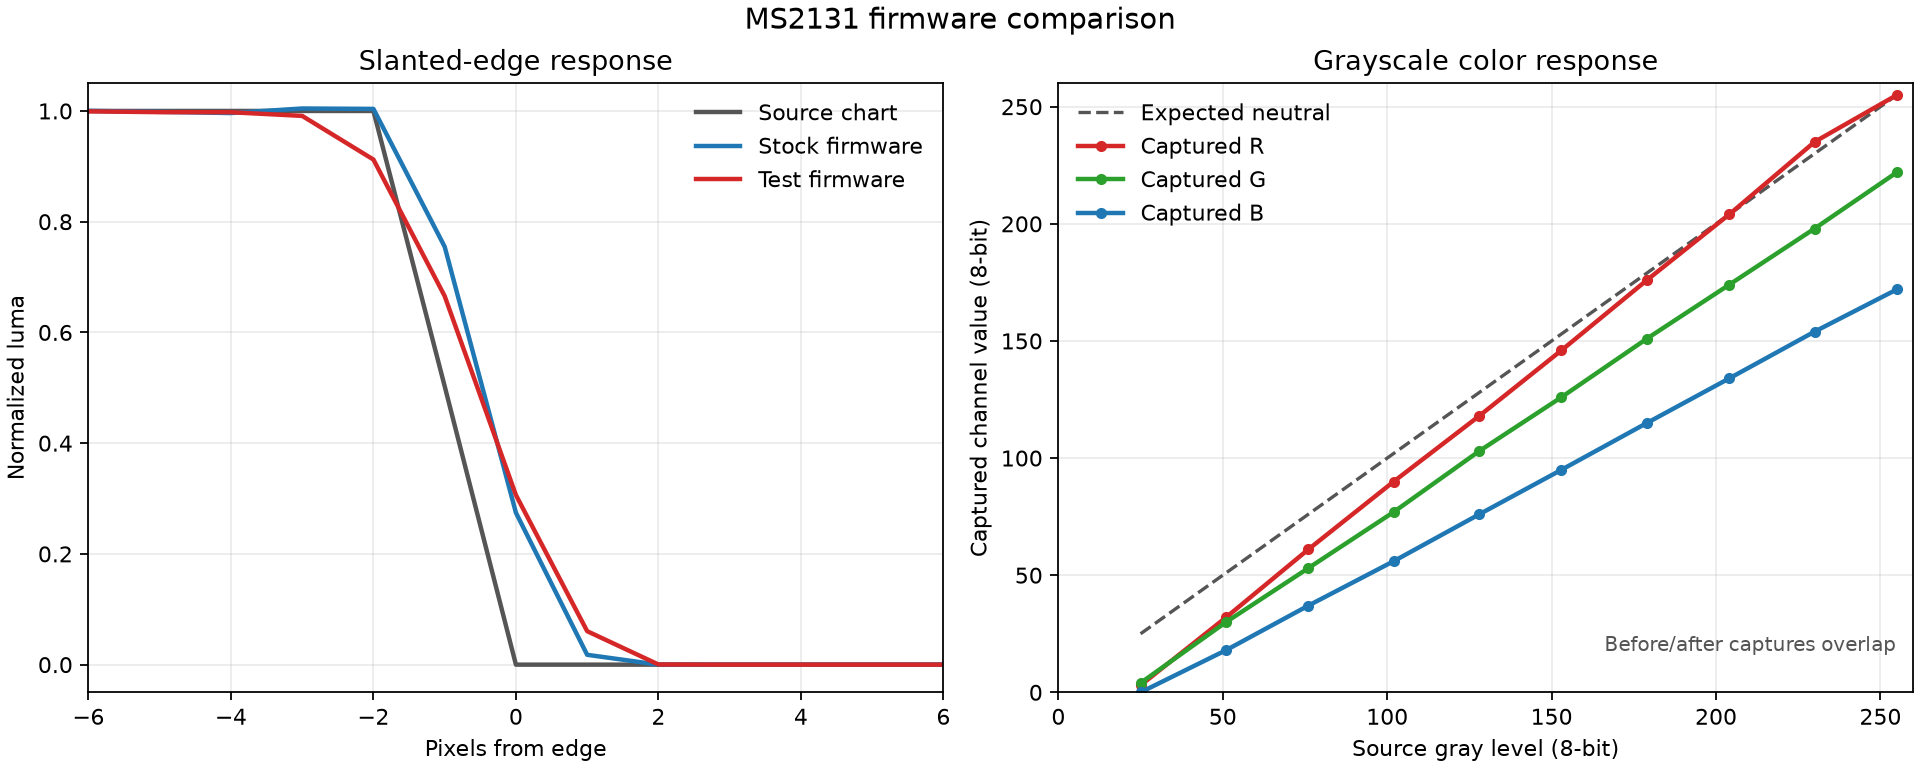 MS2131 firmware comparison
Slanted-edge response
Normalized luma
1.0
0.8
0.6
0.4
0.2
0.0
Source chart
Stock firmware
Test firmware
−6
−4
−2
0
2
4
6
Pixels from edge
Grayscale color response
Captured channel value (8-bit)
250
200
150
100
50
0
Expected neutral
Captured R
Captured G
Captured B
Before/after captures overlap
0
50
100
150
200
250
Source gray level (8-bit)